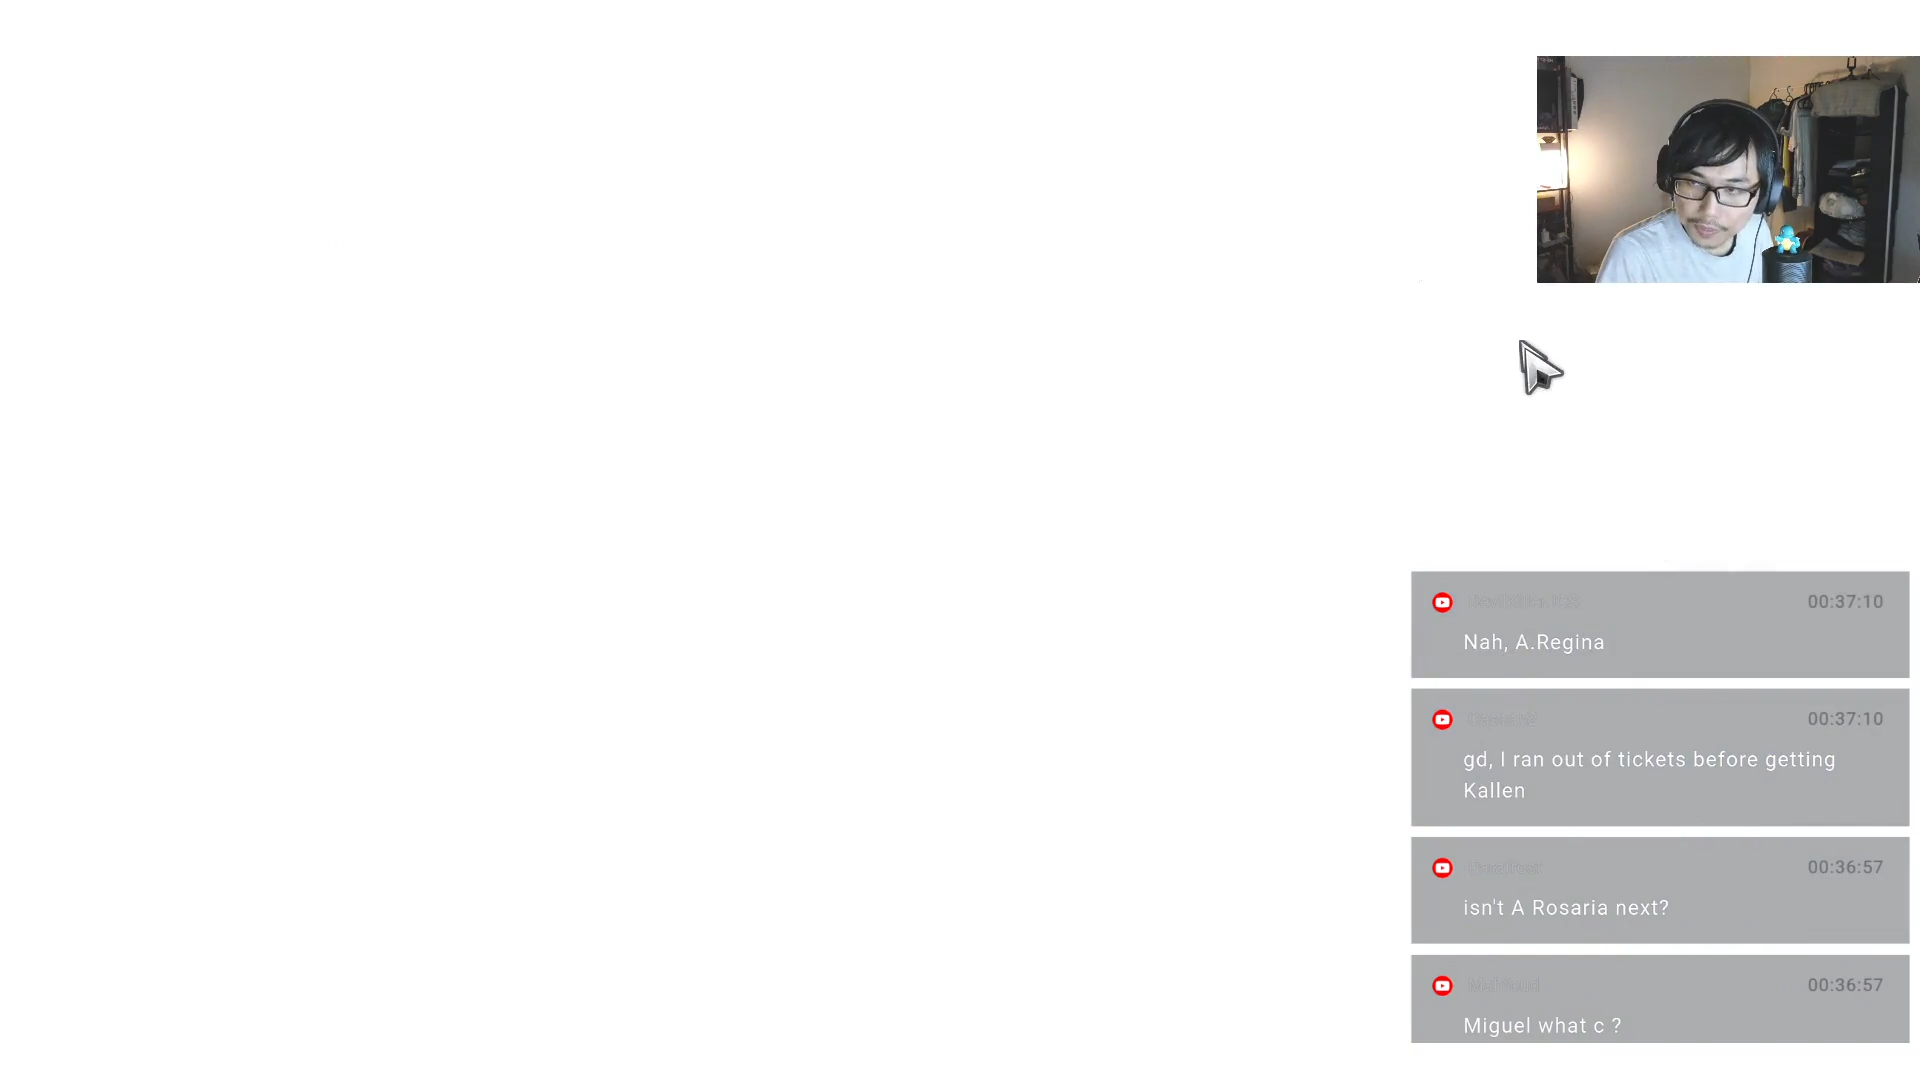 00:37:10
Nah, A.Regina
00:37:10
gd, I ran out of tickets before getting
Kallen
00:36:57
isn't A Rosaria next?
00:36:57
Miguel what c ?